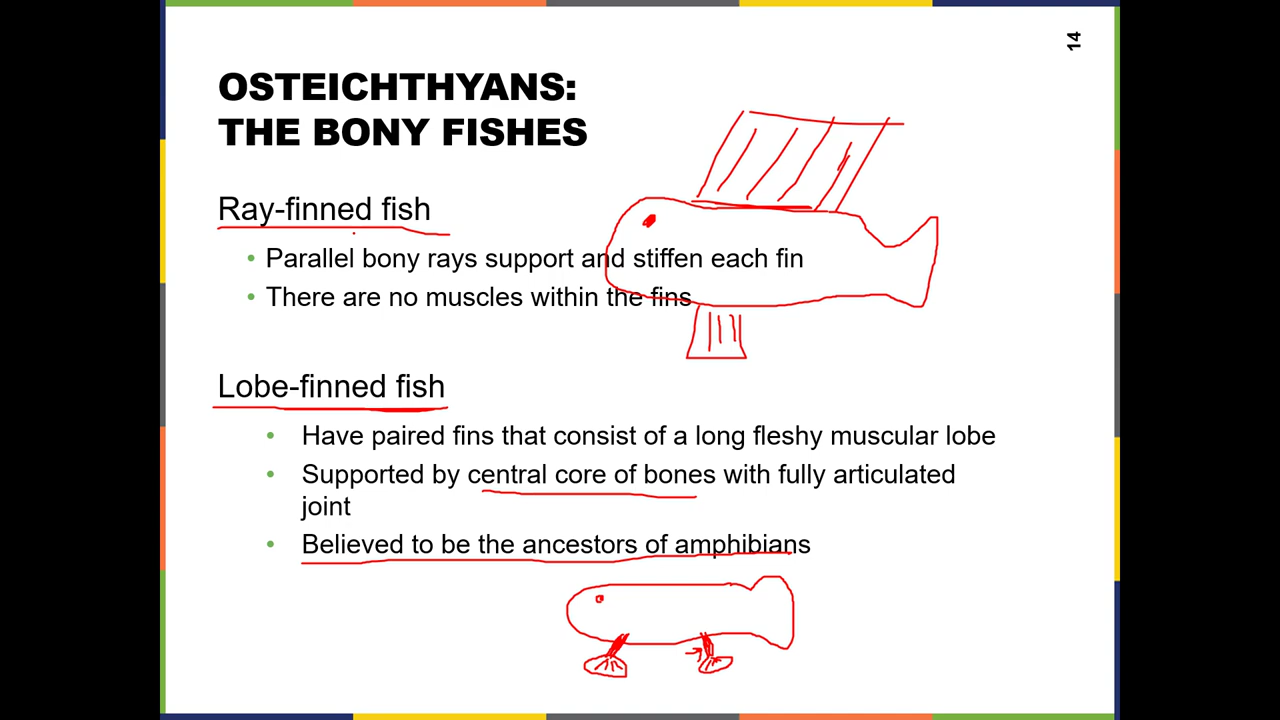 14
OSTEICHTHYANS:
THE BONY FISHES
Ray-finned fish
• Parallel bony rays support and stiffen each fin
• There are no muscles within the fins
Lobe-finned fish
• Have paired fins that consist of a long fleshy muscular lobe
• Supported by central core of bones with fully articulated
joint
• Believed to be the ancestors of amphibians